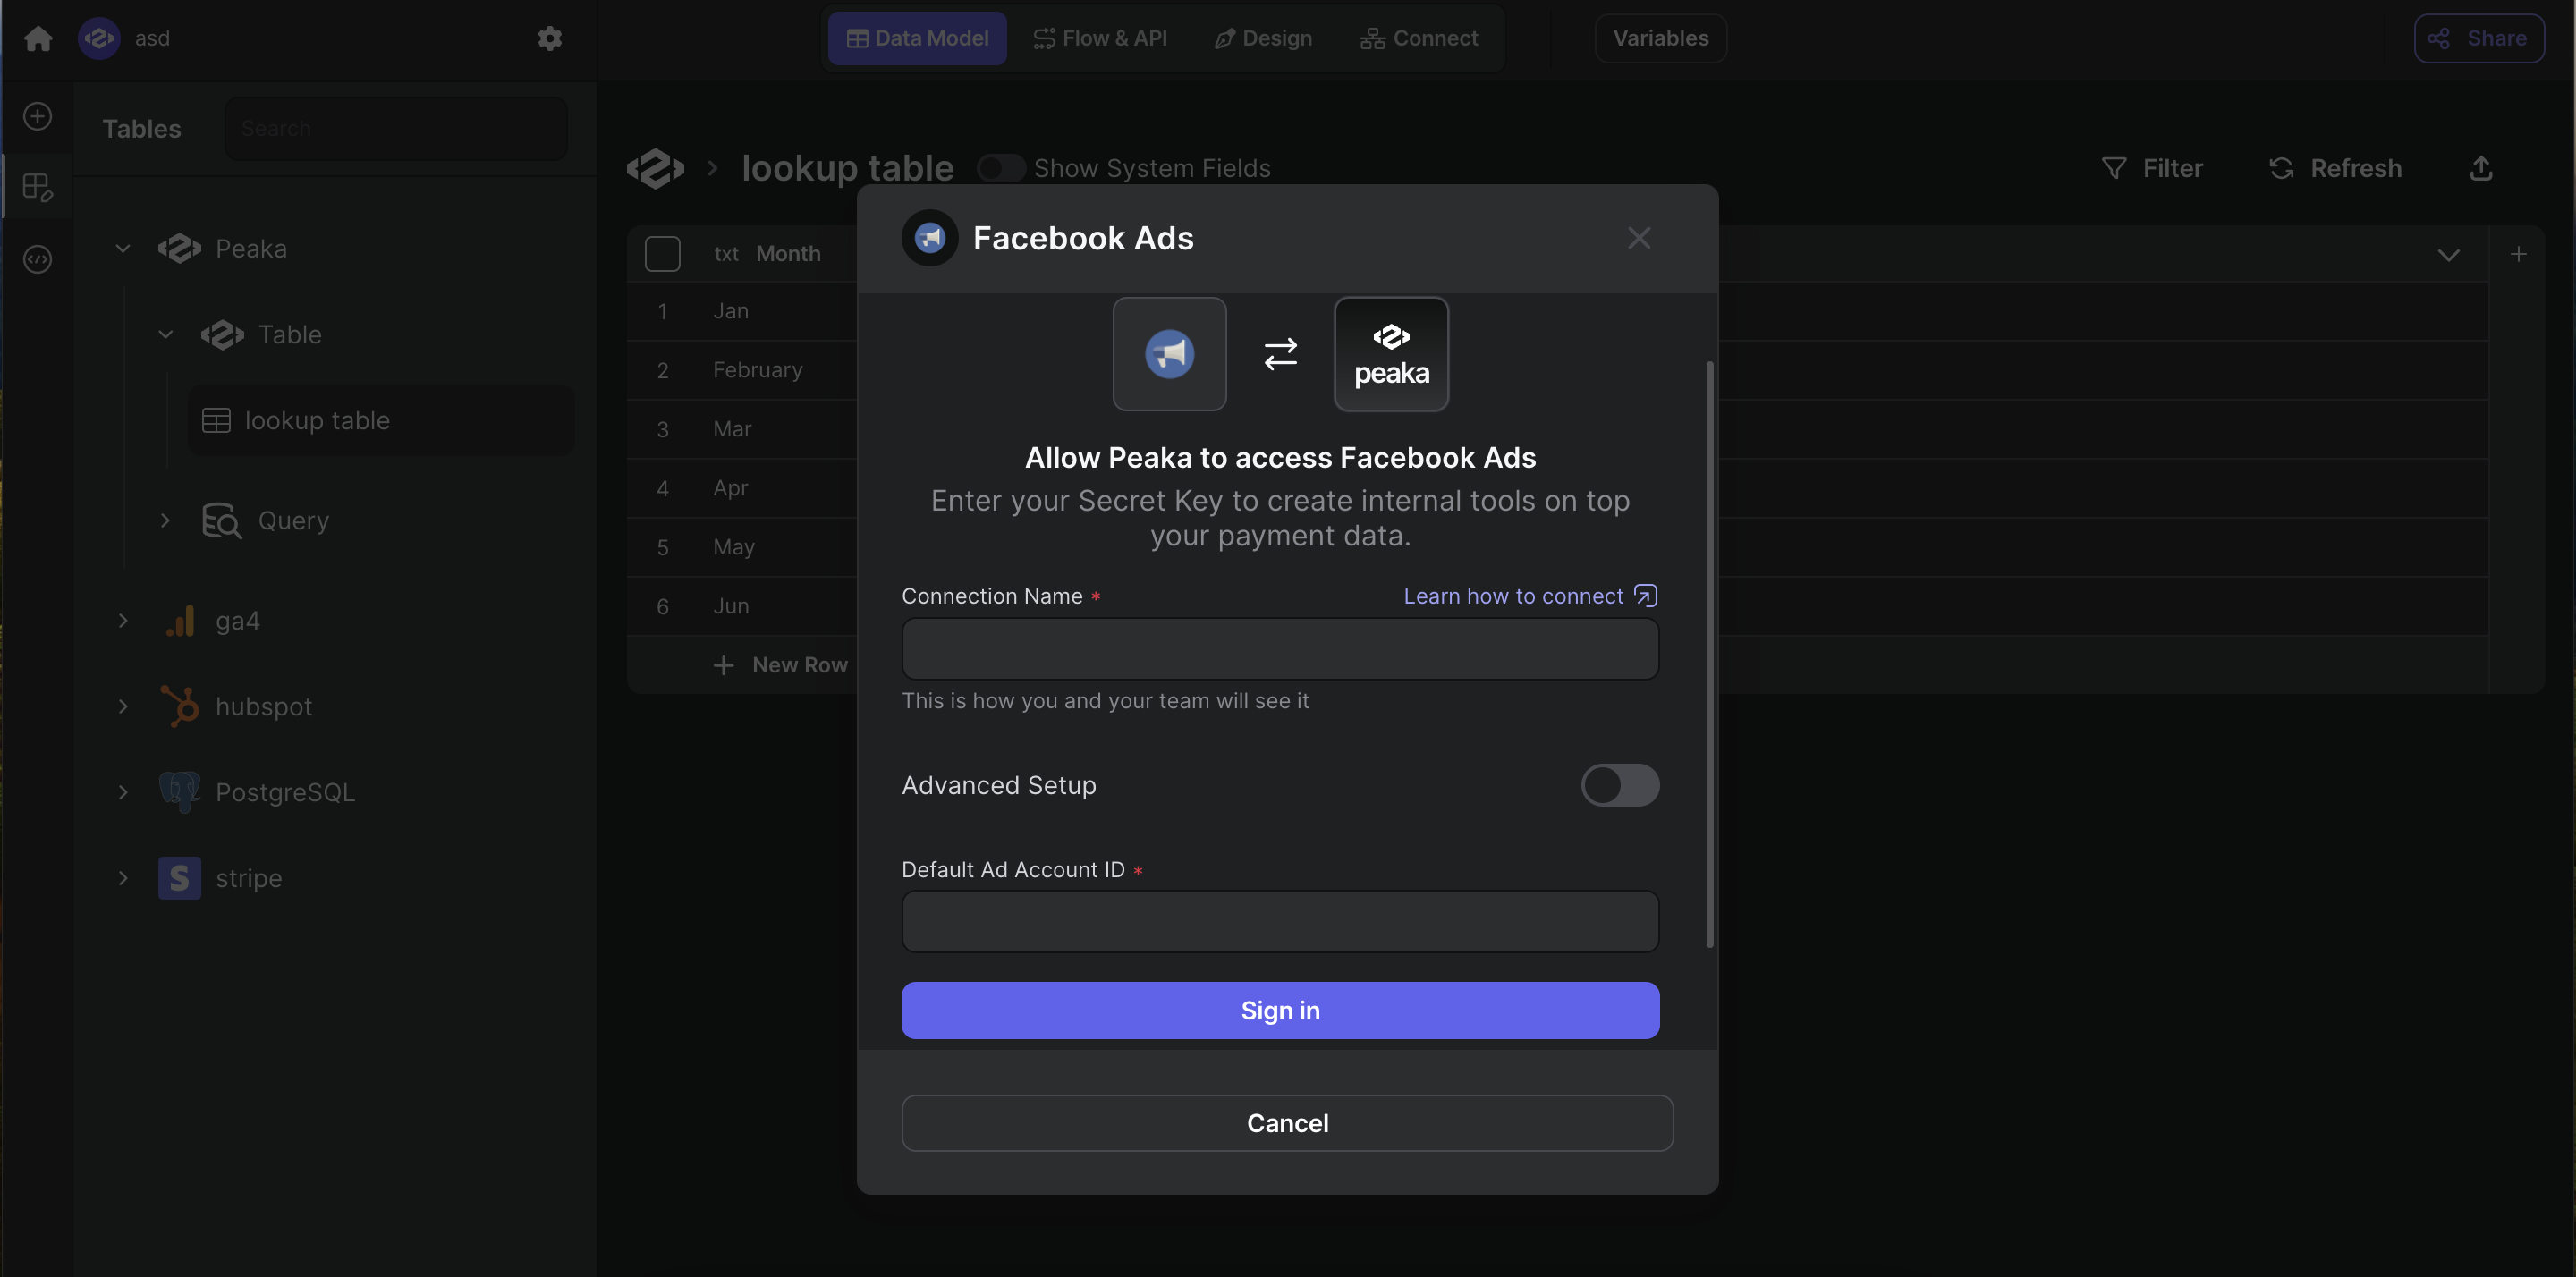 asd
Data Model
Flow & API
Design
Connect
Variables
Share
Tables
Search
Peaka
Table
lookup table
Query
ga4
hubspot
PostgreSQL
S stripe
lookup table
Show System Fields
Filter
Refresh
txt Month
1 Jan
2 February
3 Mar
4 Apr
5 May
6 Jun
New Row
Facebook Ads
peaka
Allow Peaka to access Facebook Ads
Enter your Secret Key to create internal tools on top
your payment data.
Connection Name *
Learn how to connect
This is how you and your team will see it
Advanced Setup
Default Ad Account ID *
Sign in
Cancel